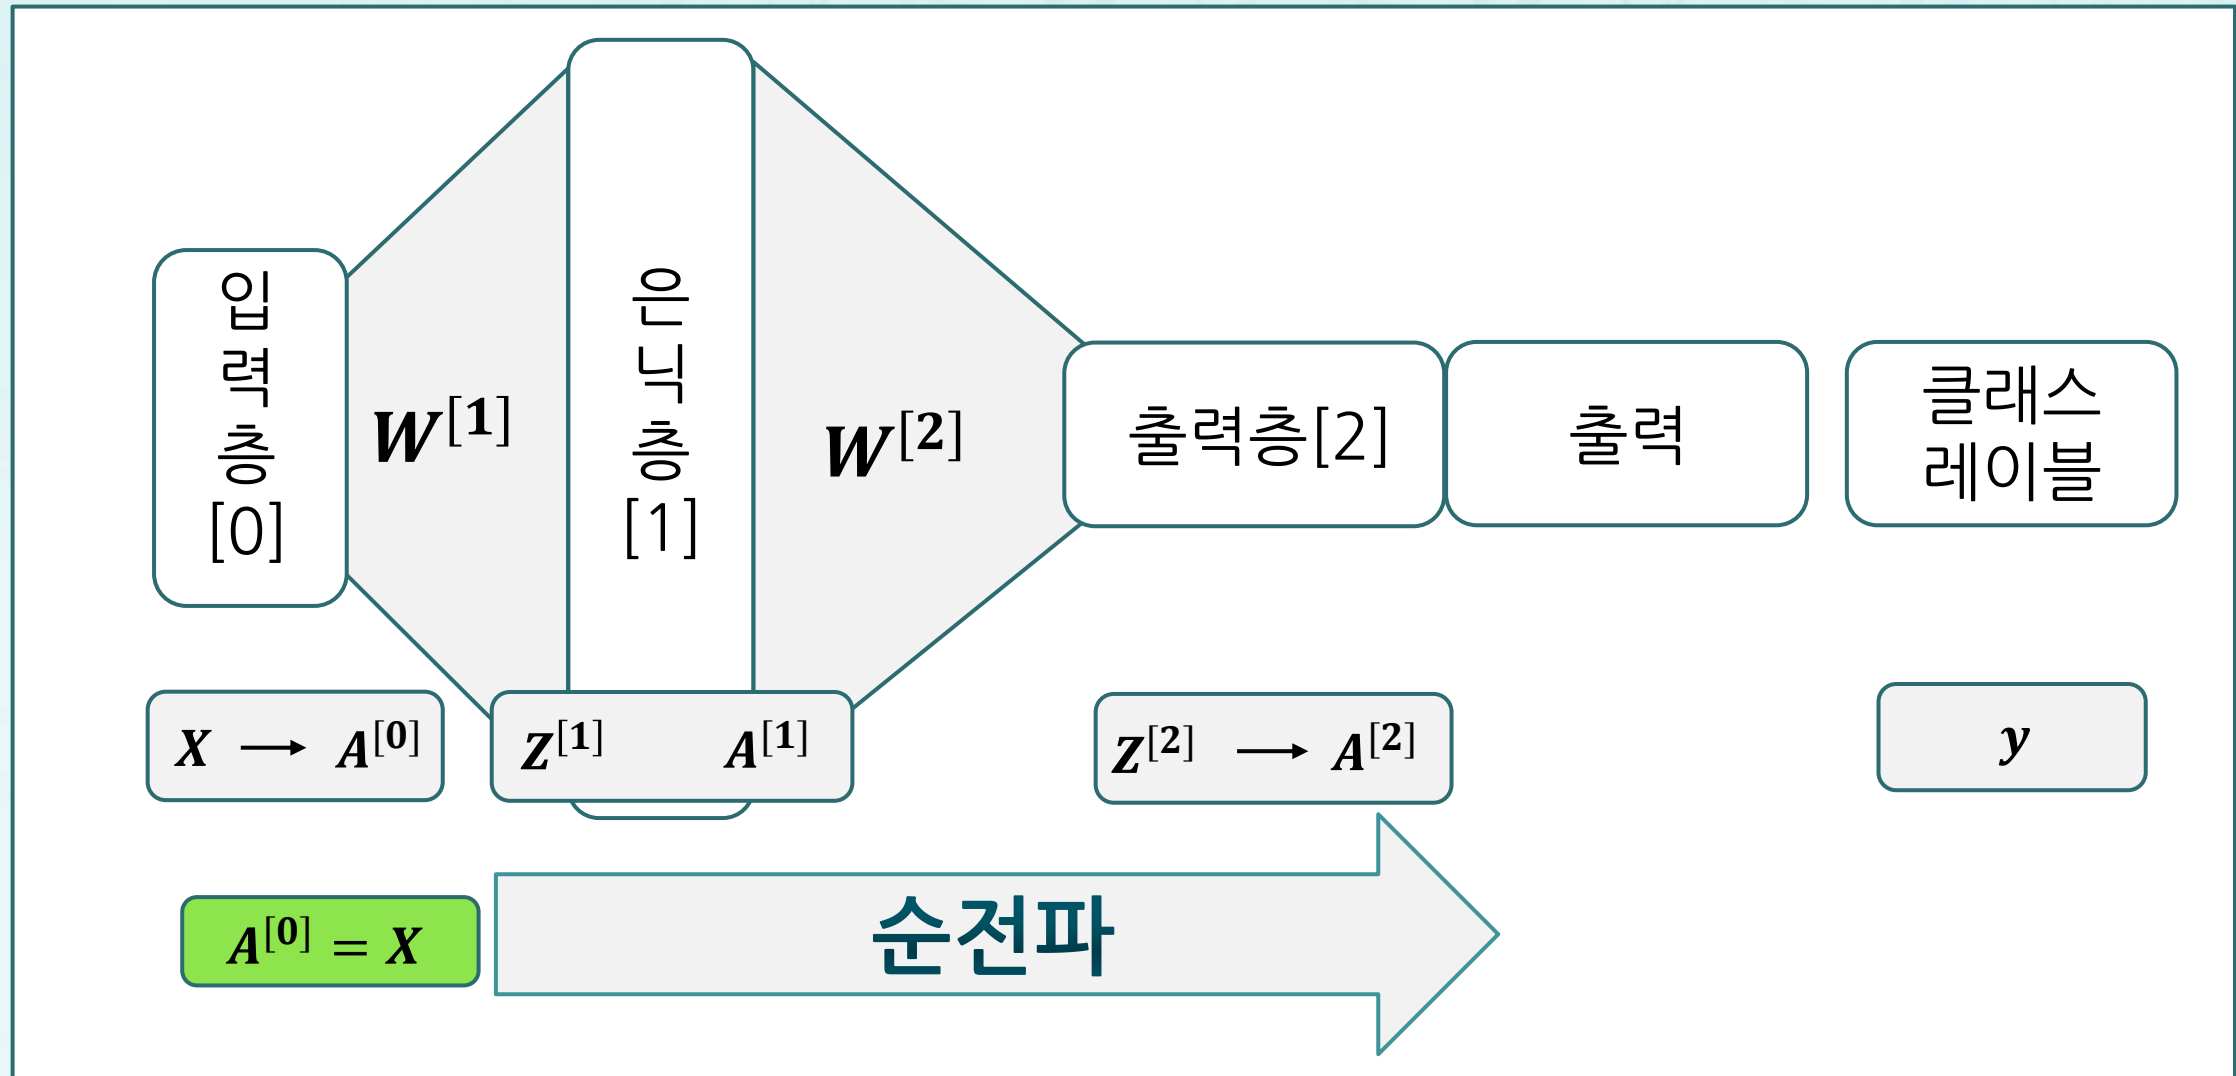 입
력
층
[0]
W^[1]
은
닉
층
[1]
W^[2]
출력층[2]
출력
클래스
레이블
X → A^[0]
Z^[1] A^[1]
Z^[2] → A^[2]
y
A^[0] = X
순전파